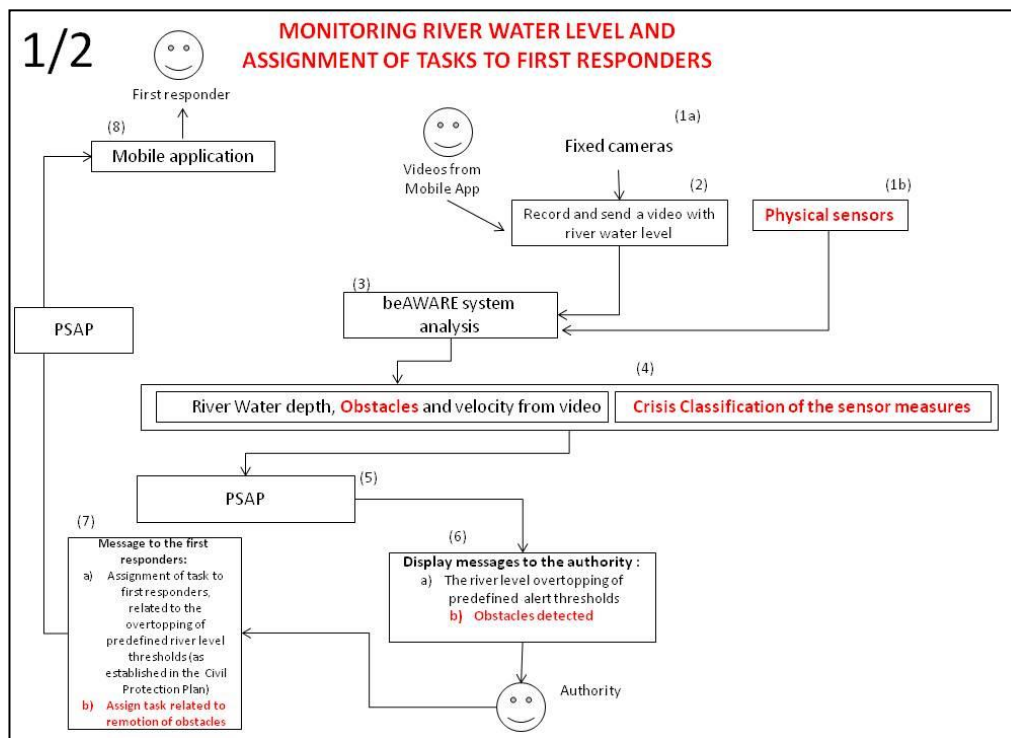 1/2
MONITORING RIVER WATER LEVEL AND
ASSIGNMENT OF TASKS TO FIRST RESPONDERS
First responder
(8)
Mobile application
Videos from
Mobile App
(1a)
Fixed cameras
(2)
Record and send a video with
river water level
(1b)
Physical sensors
(3)
beAWARE system
analysis
PSAP
(4)
River Water depth, Obstacles and velocity from video
Crisis Classification of the sensor measures
(5)
PSAP
(6)
Display messages to the authority :
a) The river level overtopping of
predefined alert thresholds
b) Obstacles detected
(7)
Message to the first
responders:
a) Assignment of task to
first responders,
related to the
overtopping of
predefined river level
thresholds (as
established in the Civil
Protection Plan)
b) Assign task related to
remotion of obstacles
Authority